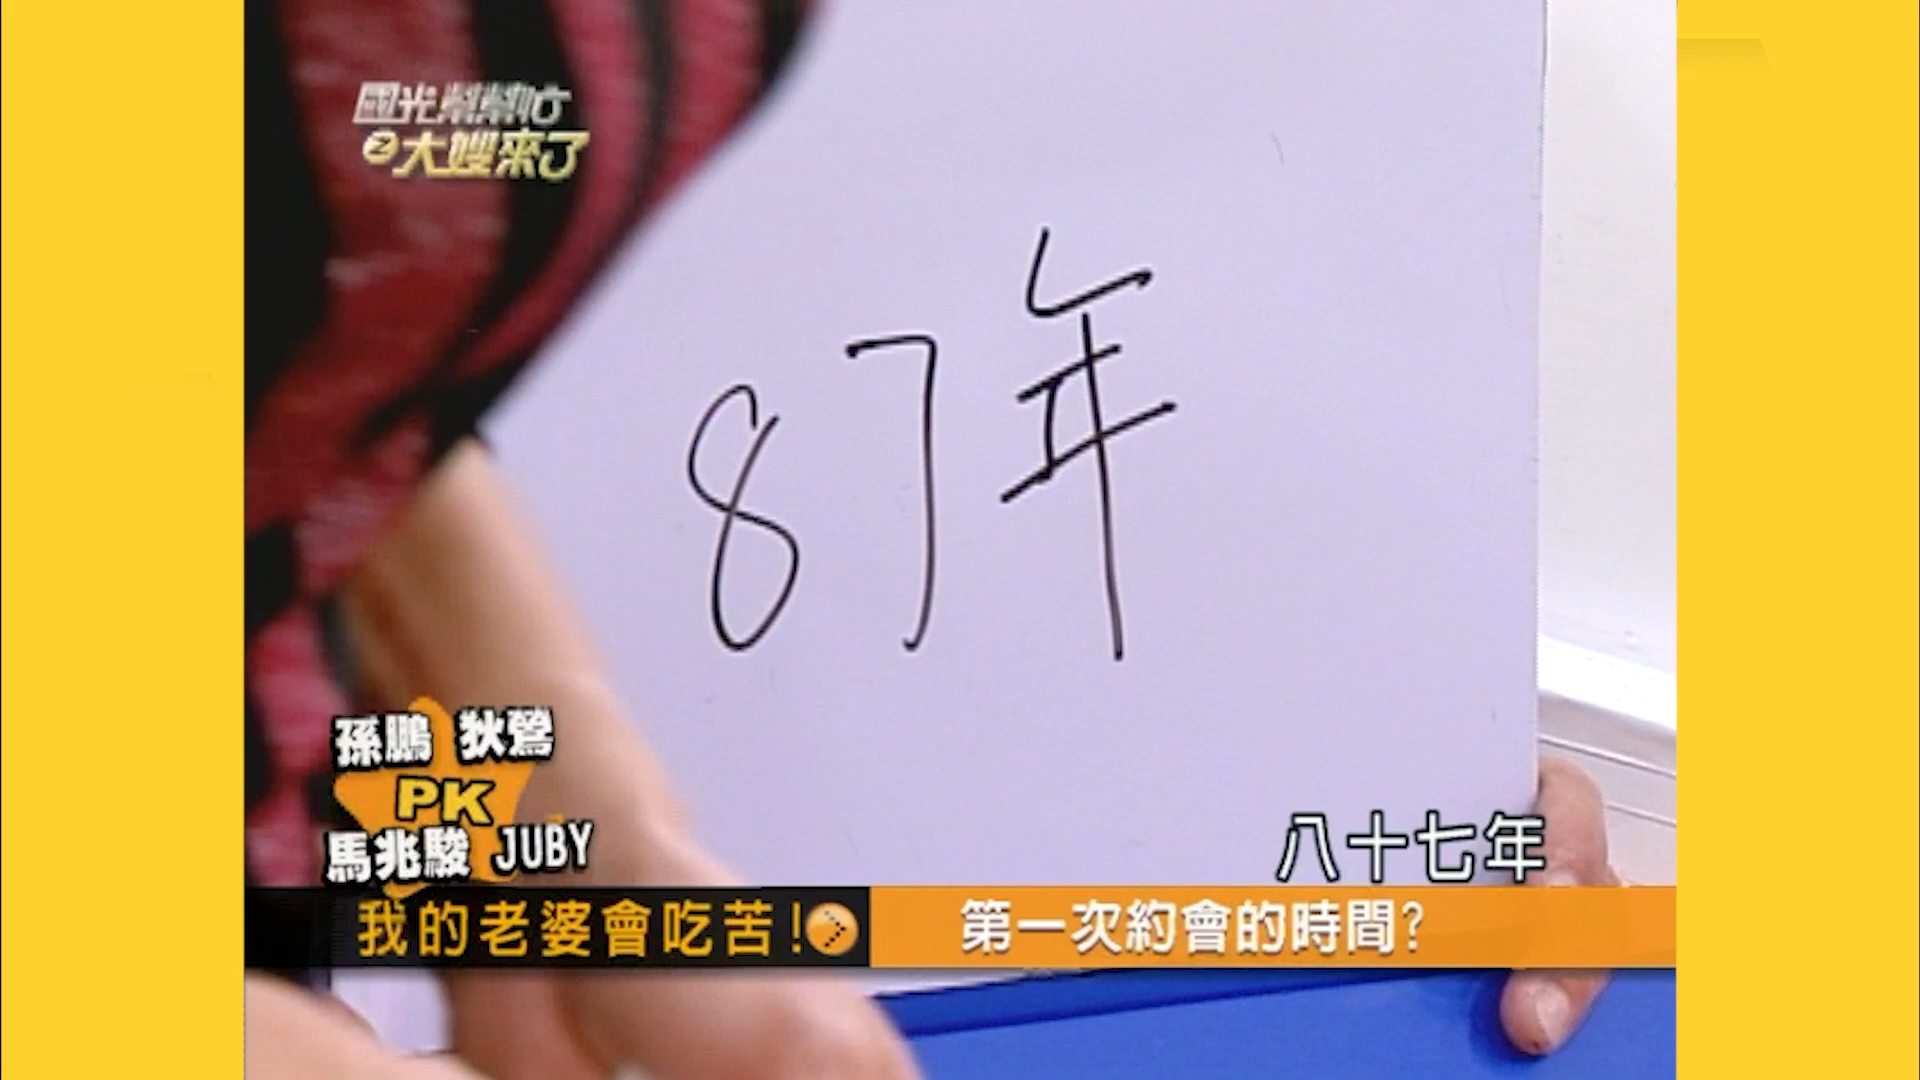 國光幫幫忙
之大嫂來了
87年
孫鵬 狄鶯
PK
馬兆駿 JUBY
八十七年
我的老婆會吃苦!
第一次約會的時間?